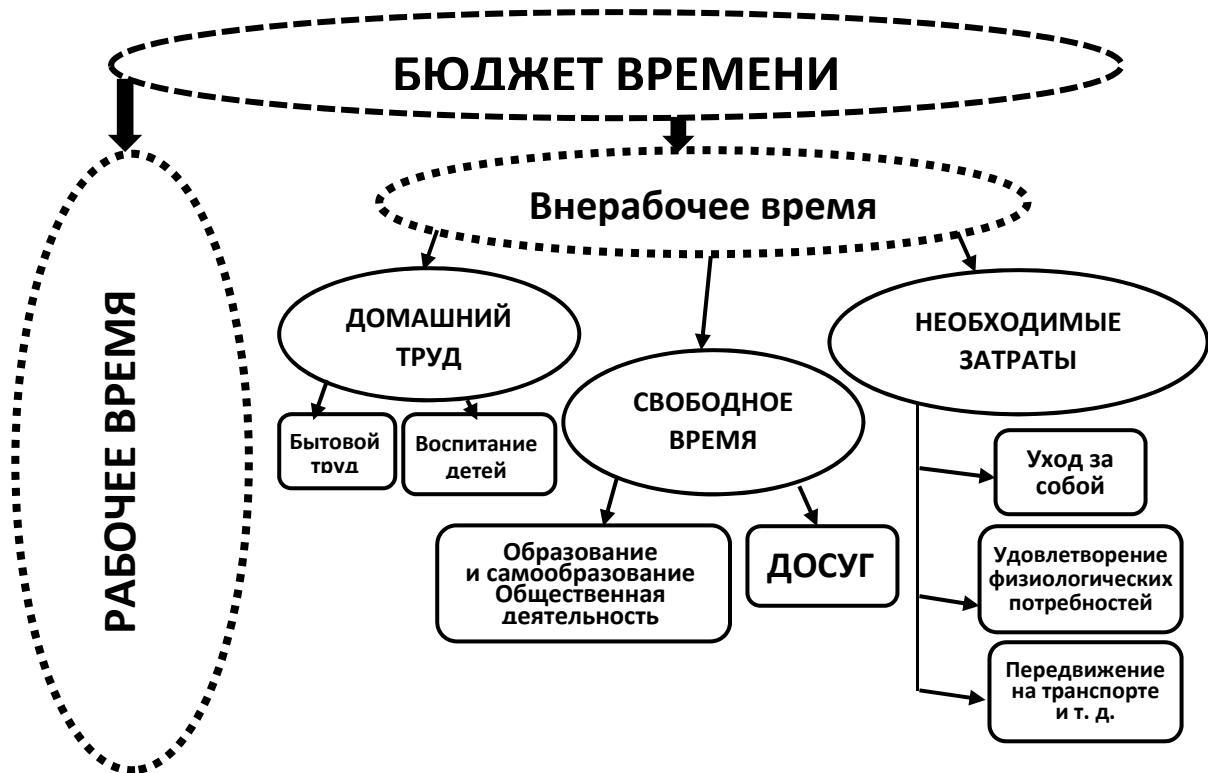 БЮДЖЕТ ВРЕМЕНИ
РАБОЧЕЕ ВРЕМЯ
Внерабочее время
ДОМАШНИЙ
ТРУД
Бытовой
труд
Воспитание
детей
СВОБОДНОЕ
ВРЕМЯ
Образование
и самообразование
Общественная
деятельность
ДОСУГ
НЕОБХОДИМЫЕ
ЗАТРАТЫ
Уход за
собой
Удовлетворение
физиологических
потребностей
Передвижение
на транспорте
и т. д.